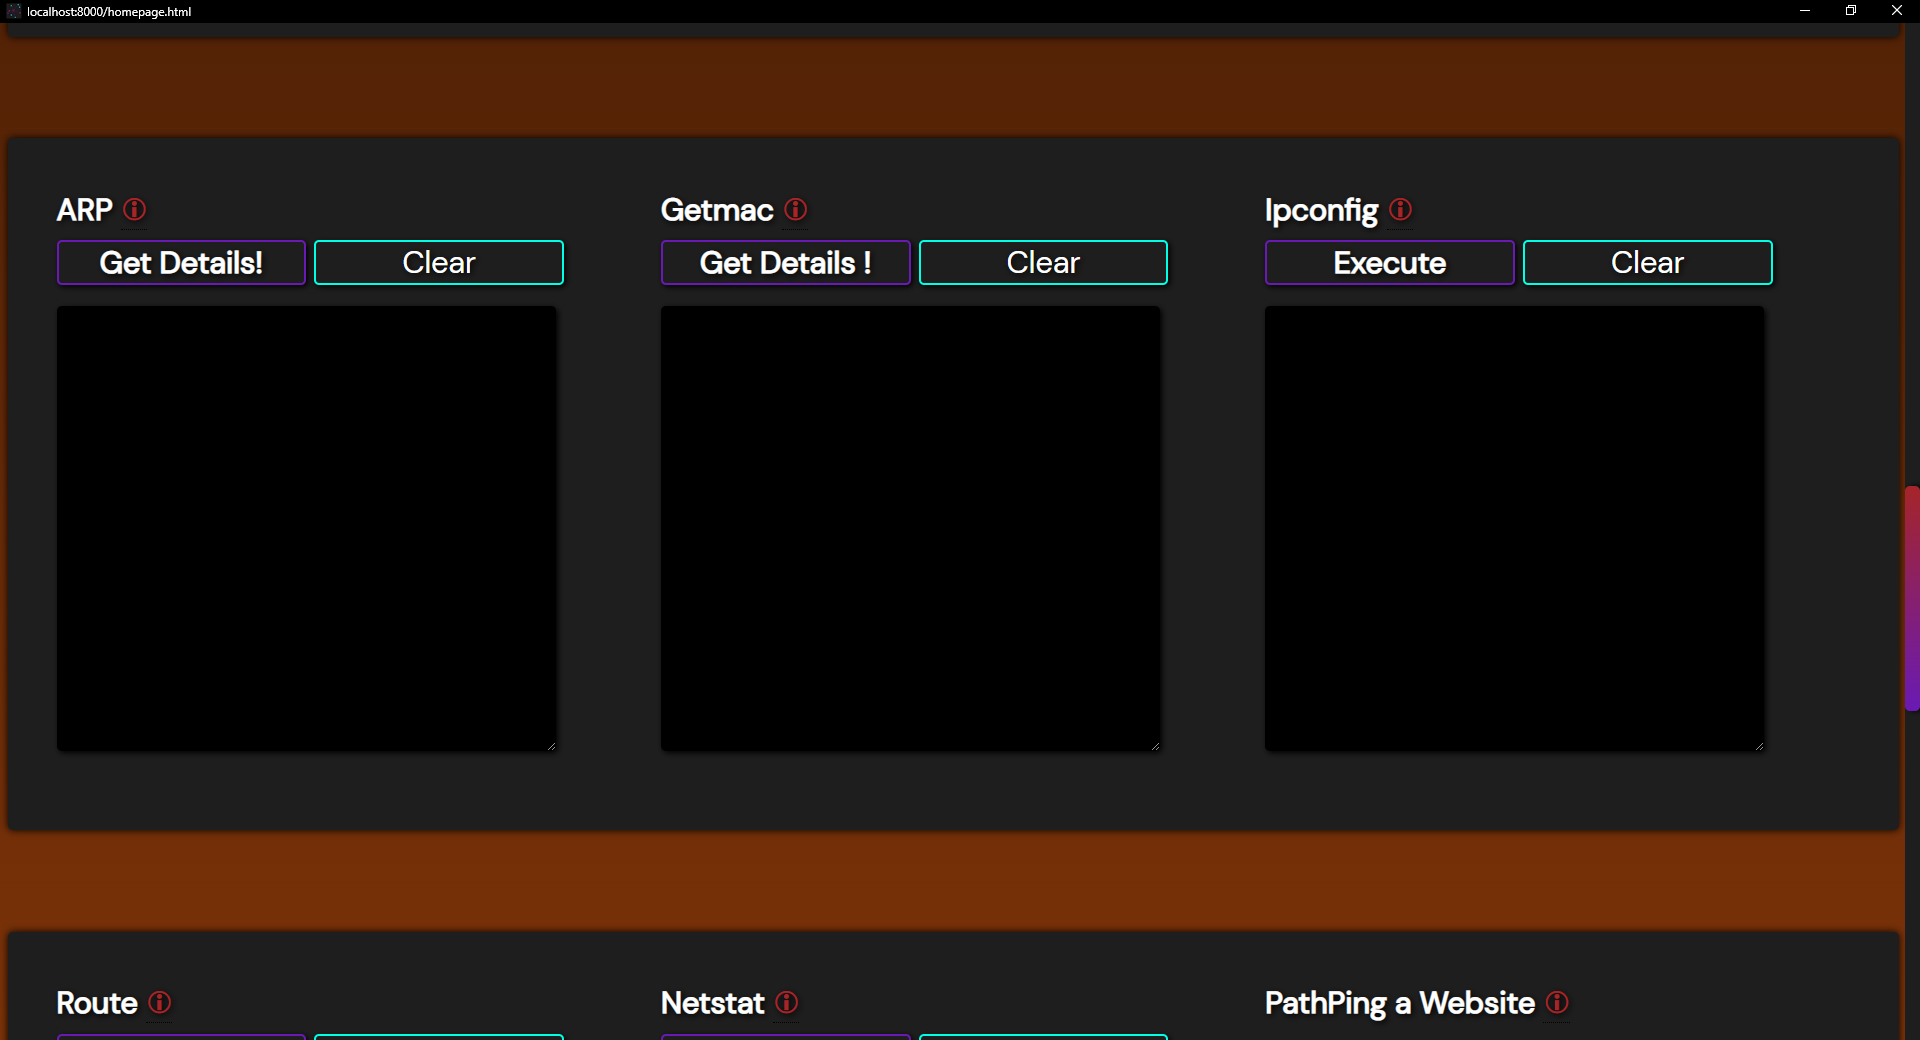 localhost:8000/homepage.html
ARP
Getmac
Ipconfig
Get Details!
Clear
Get Details !
Clear
Execute
Clear
Route
Netstat
PathPing a Website